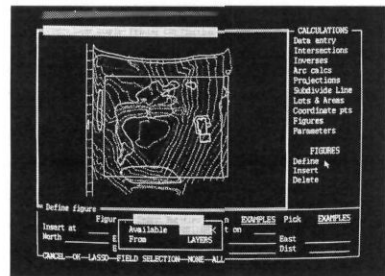 CALCULATIONS
Data entry
Intersections
Inverses
Arc calcs
Projections
Subdivide Line
Lots & Areas
Coordinate pts
Figures
Parameters
FIGURES
Define
Insert
Delete
Define figure
Figur
EXAMPLES Pick EXAMPLES
Insert at
Available
t on
North
E
From LAYERS
East
Dist
CANCEL—OK—LASSO—FIELD SELECTION—NONE—ALL